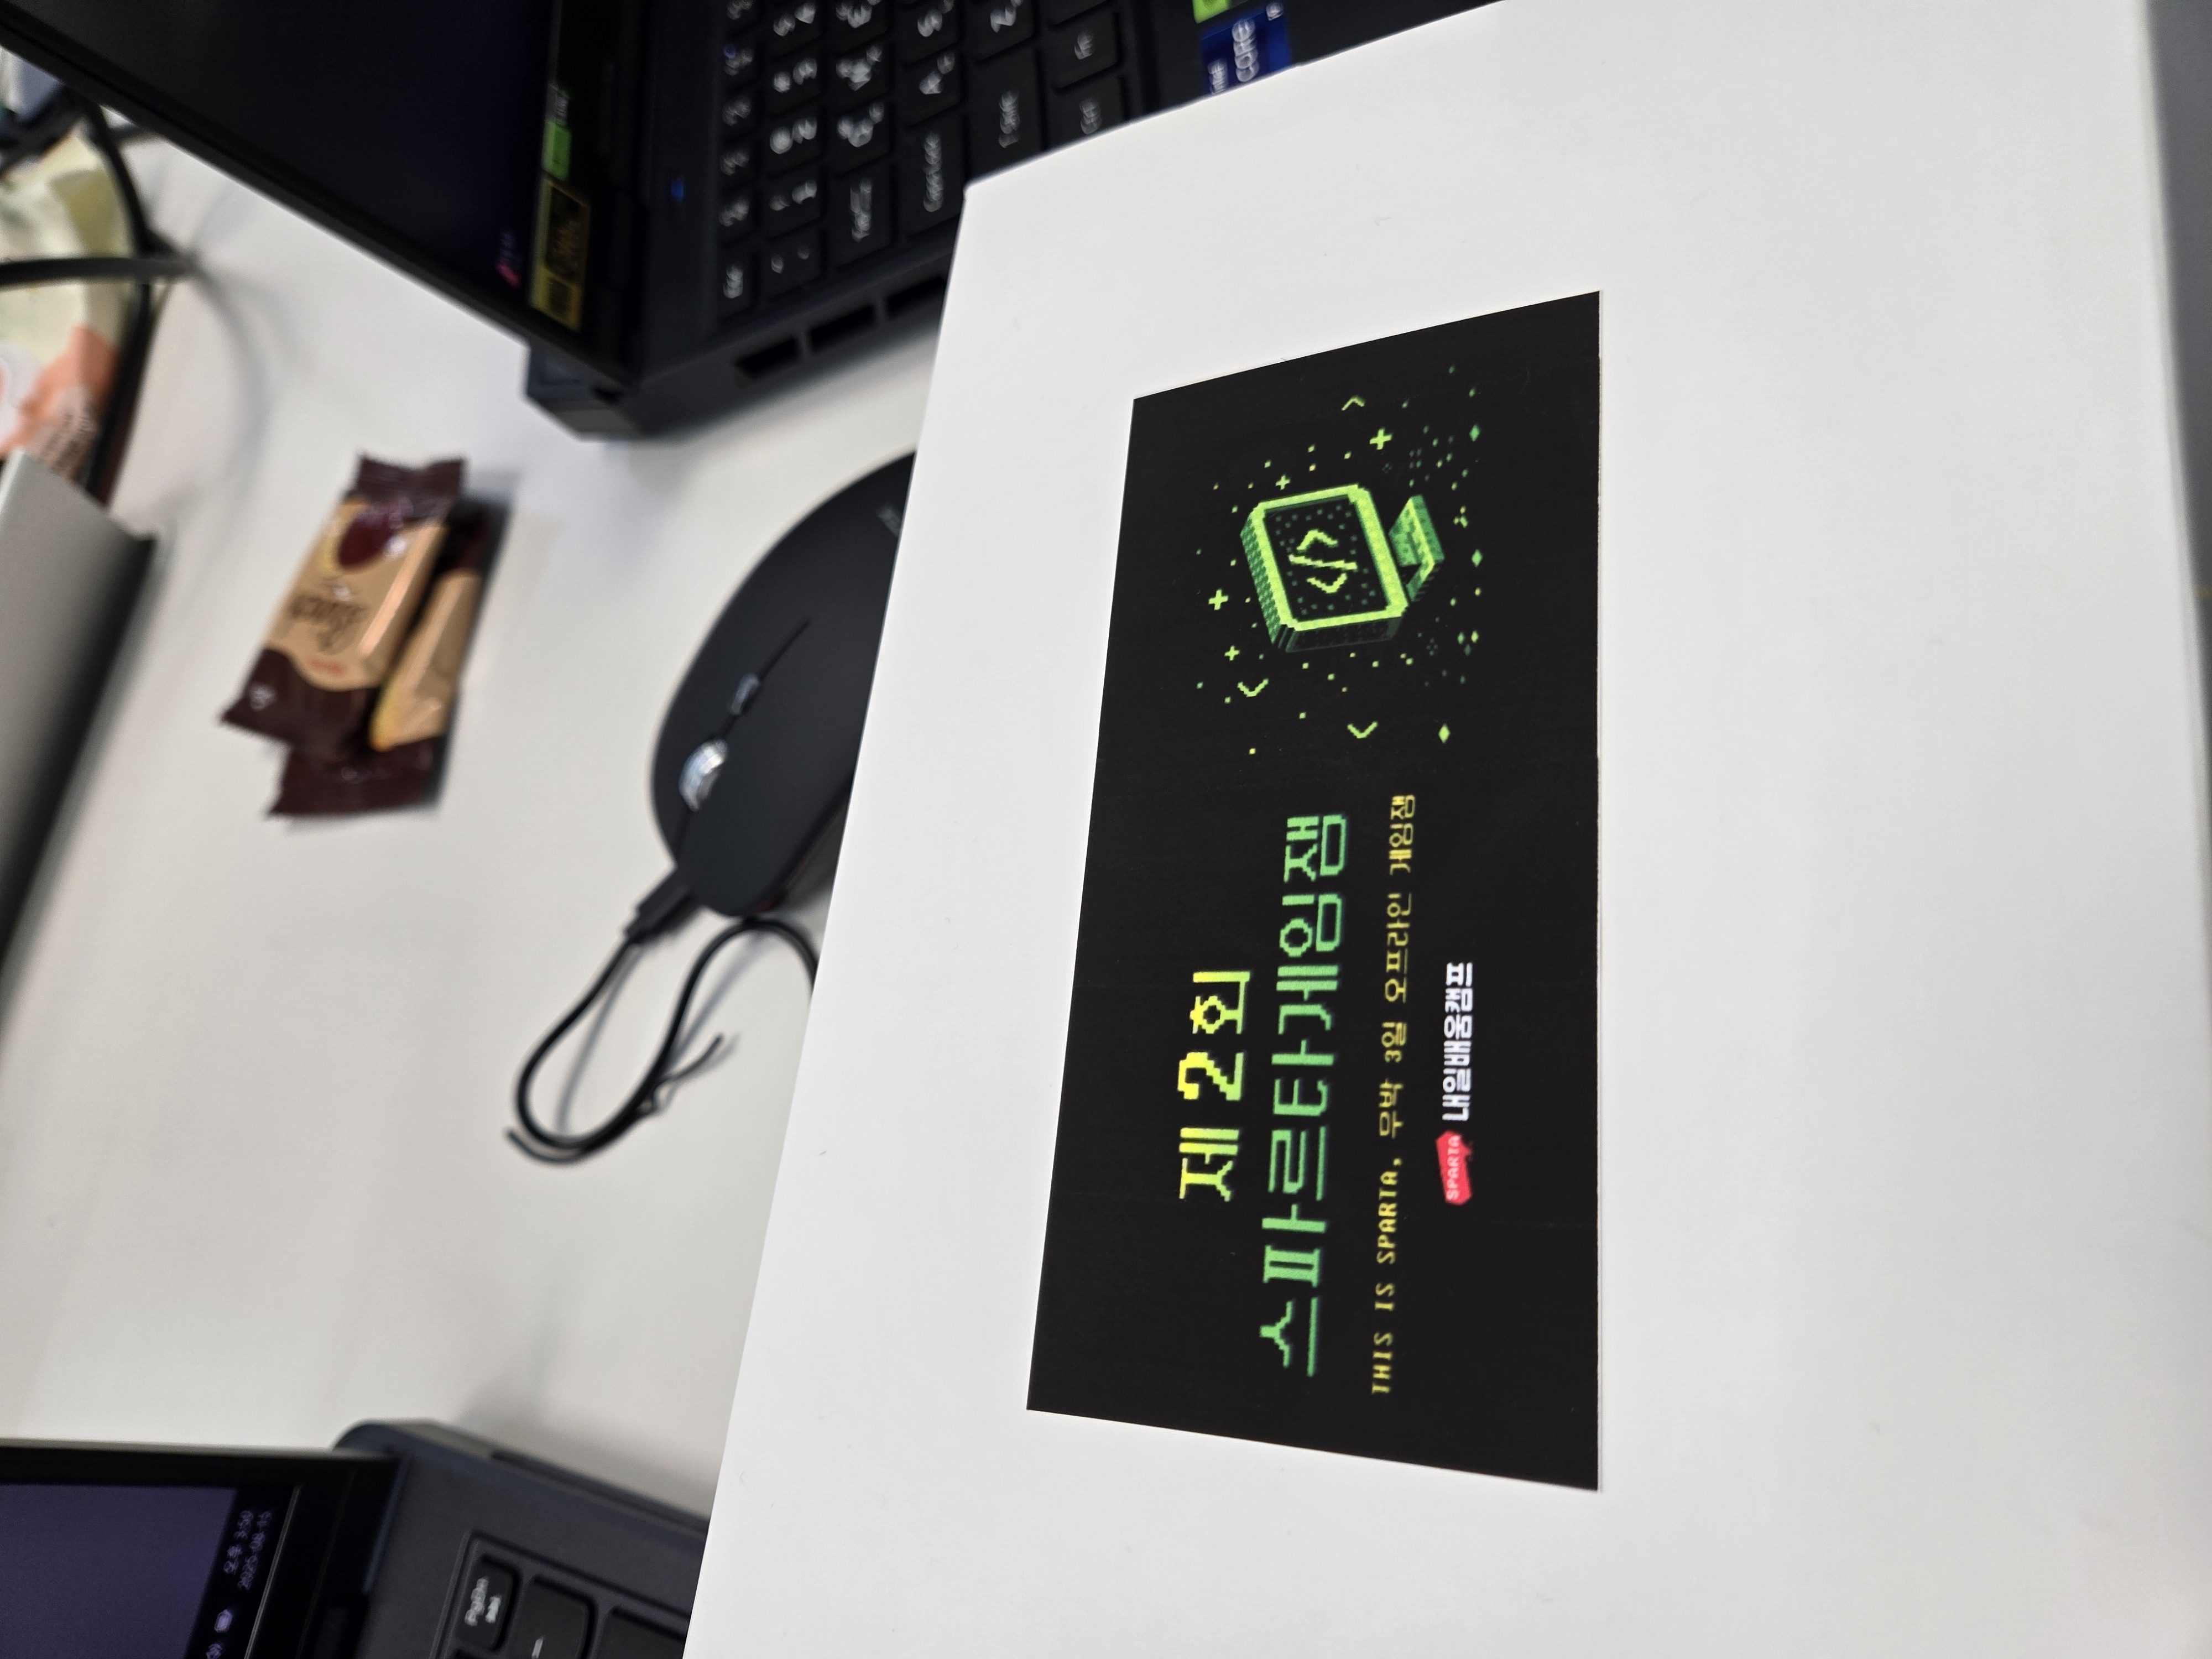 오후 3:50
2025-08-15
PgDn
Esc
Tab
Caps Lock
Ctrl
Fn
intel
CORE
제2회
스파르타게임잼
THIS IS SPARTA, 무박 3일 오프라인 게임잼
SPARTA 내일배움캠프